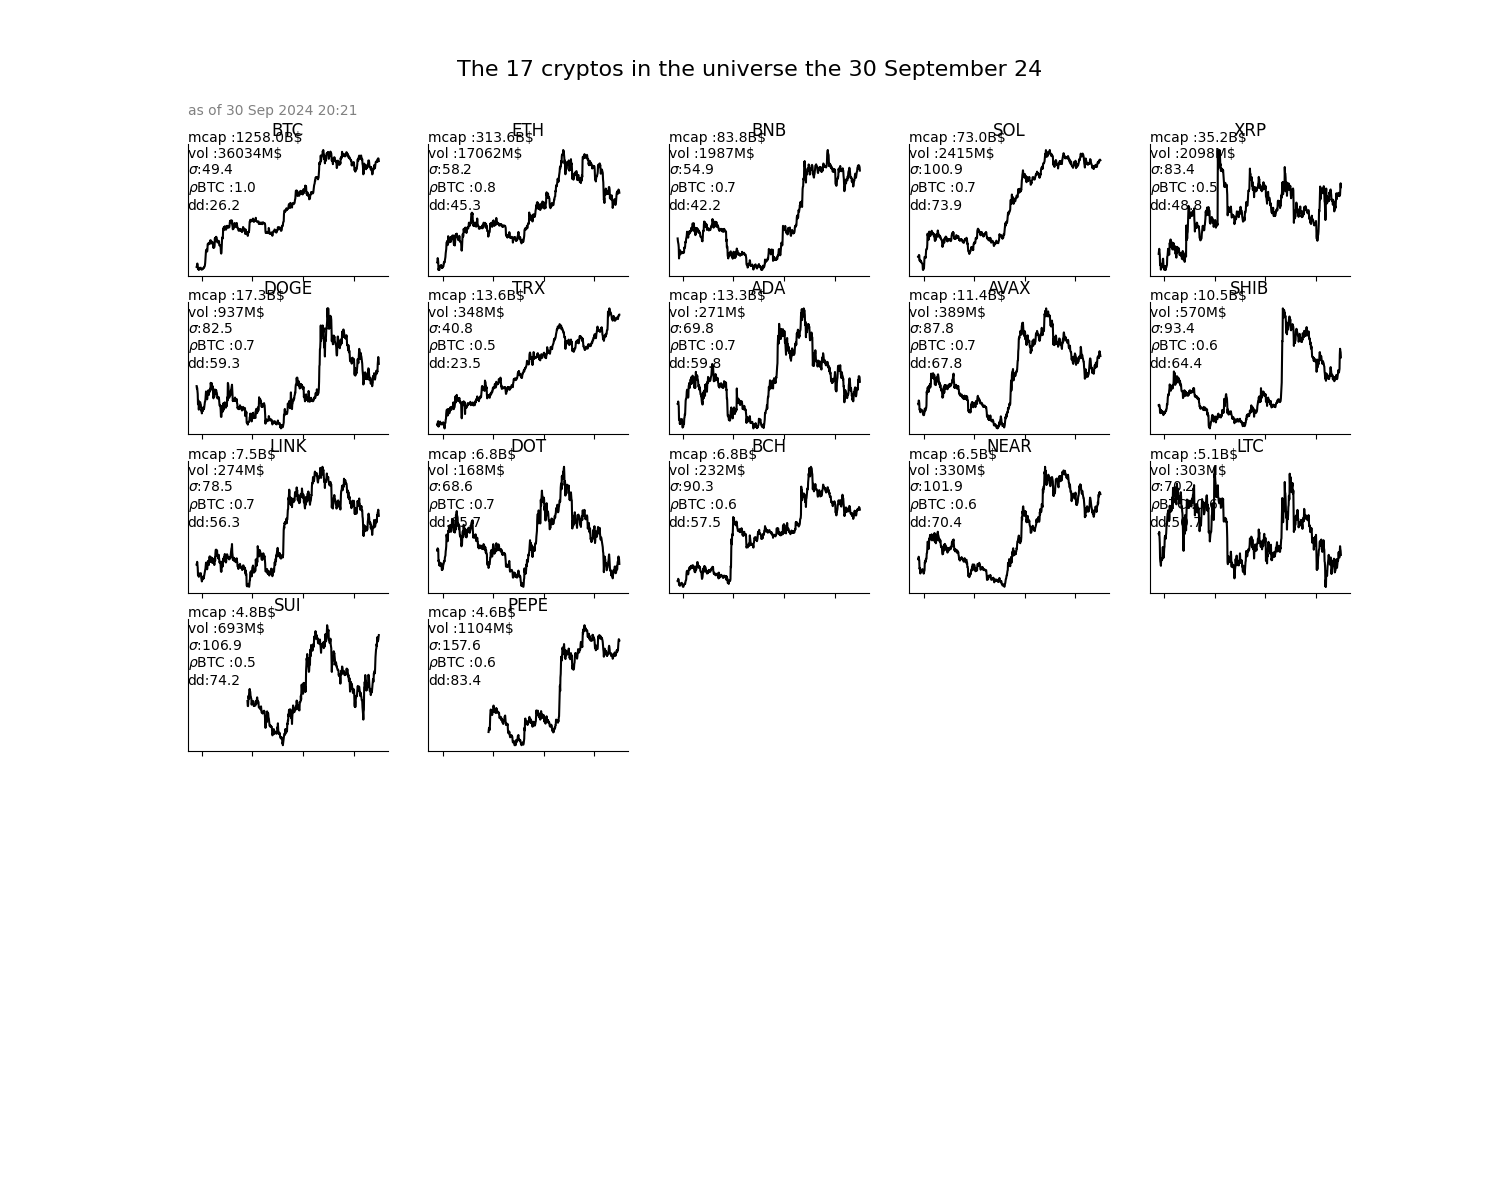 The 17 cryptos in the universe the 30 September 24
as of 30 Sep 2024 20:21
BTC
mcap :1258.0B$
vol :36034M$
σ:49.4
ρBTC :1.0
dd:26.2
ETH
mcap :313.6B$
vol :17062M$
σ:58.2
ρBTC :0.8
dd:45.3
BNB
mcap :83.8B$
vol :1987M$
σ:54.9
ρBTC :0.7
dd:42.2
SOL
mcap :73.0B$
vol :2415M$
σ:100.9
ρBTC :0.7
dd:73.9
XRP
mcap :35.2B$
vol :2098M$
σ:83.4
ρBTC :0.5
dd:48.8
DOGE
mcap :17.3B$
vol :937M$
σ:82.5
ρBTC :0.7
dd:59.3
TRX
mcap :13.6B$
vol :348M$
σ:40.8
ρBTC :0.5
dd:23.5
ADA
mcap :13.3B$
vol :271M$
σ:69.8
ρBTC :0.7
dd:59.8
AVAX
mcap :11.4B$
vol :389M$
σ:87.8
ρBTC :0.7
dd:67.8
SHIB
mcap :10.5B$
vol :570M$
σ:93.4
ρBTC :0.6
dd:64.4
LINK
mcap :7.5B$
vol :274M$
σ:78.5
ρBTC :0.7
dd:56.3
DOT
mcap :6.8B$
vol :168M$
σ:68.6
ρBTC :0.7
BCH
mcap :6.8B$
vol :232M$
σ:90.3
ρBTC :0.6
dd:57.5
NEAR
mcap :6.5B$
vol :330M$
σ:101.9
ρBTC :0.6
dd:70.4
LTC
mcap :5.1B$
vol :303M$
σ:70.2
ρBTC :0.6
SUI
mcap :4.8B$
vol :693M$
σ:106.9
ρBTC :0.5
dd:74.2
PEPE
mcap :4.6B$
vol :1104M$
σ:157.6
ρBTC :0.6
dd:83.4